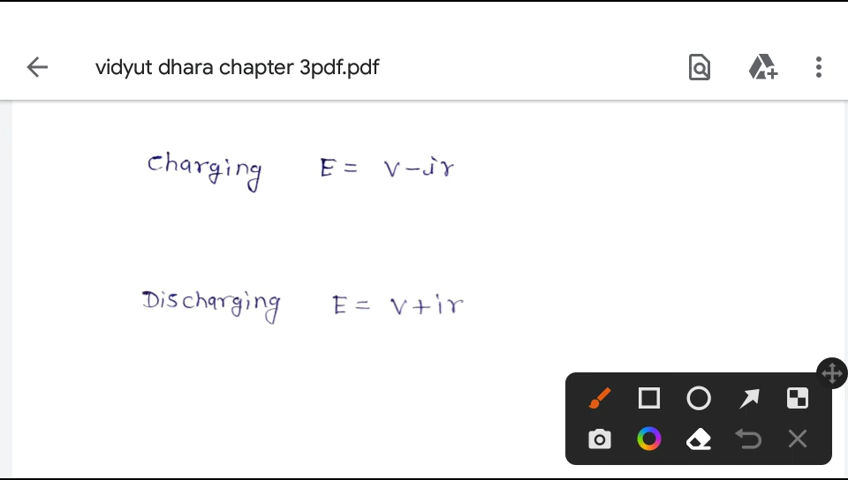 vidyut dhara chapter 3pdf.pdf
Charging E = V-ir
Discharging E = V+ir